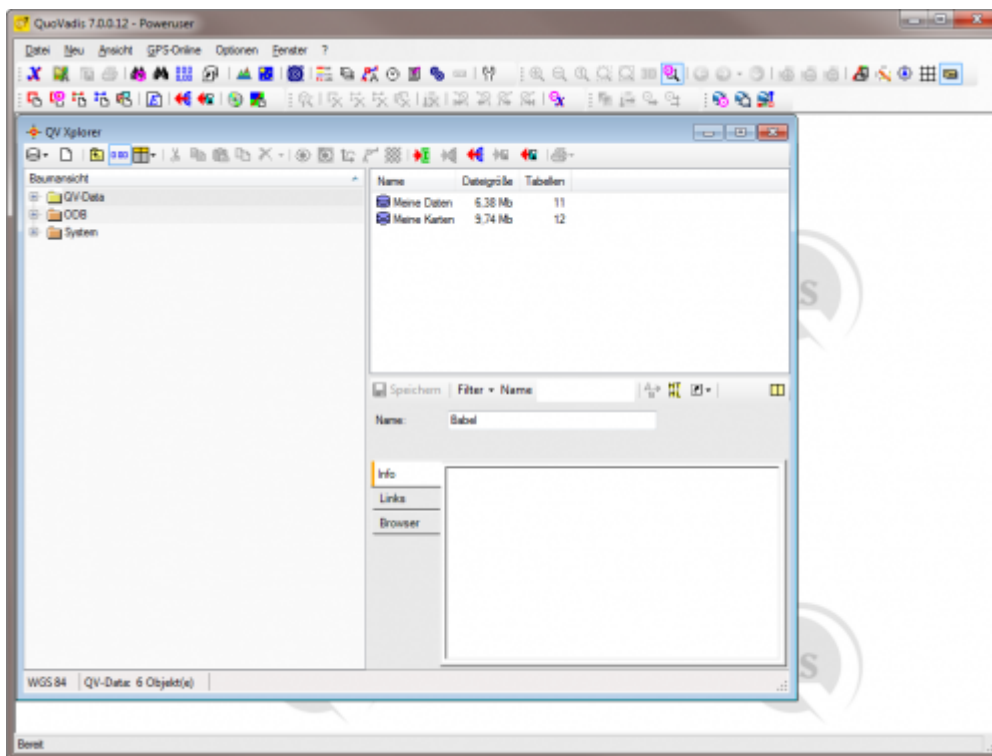 QuoVadis 7.0.0.12 - Poweruser
Datei Neu Ansicht GPS-Online Optionen Fenster ?
QV Xplorer
Baumansicht
QV-Data
ODB
System
Name Dateigröße Tabellen
Meine Daten 6,38 Mb 11
Meine Karten 9,74 Mb 12
Speichern Filter Name
Name: Babel
Info
Links
Browser
WGS 84 QV-Data: 6 Objekt(e)
Bereit